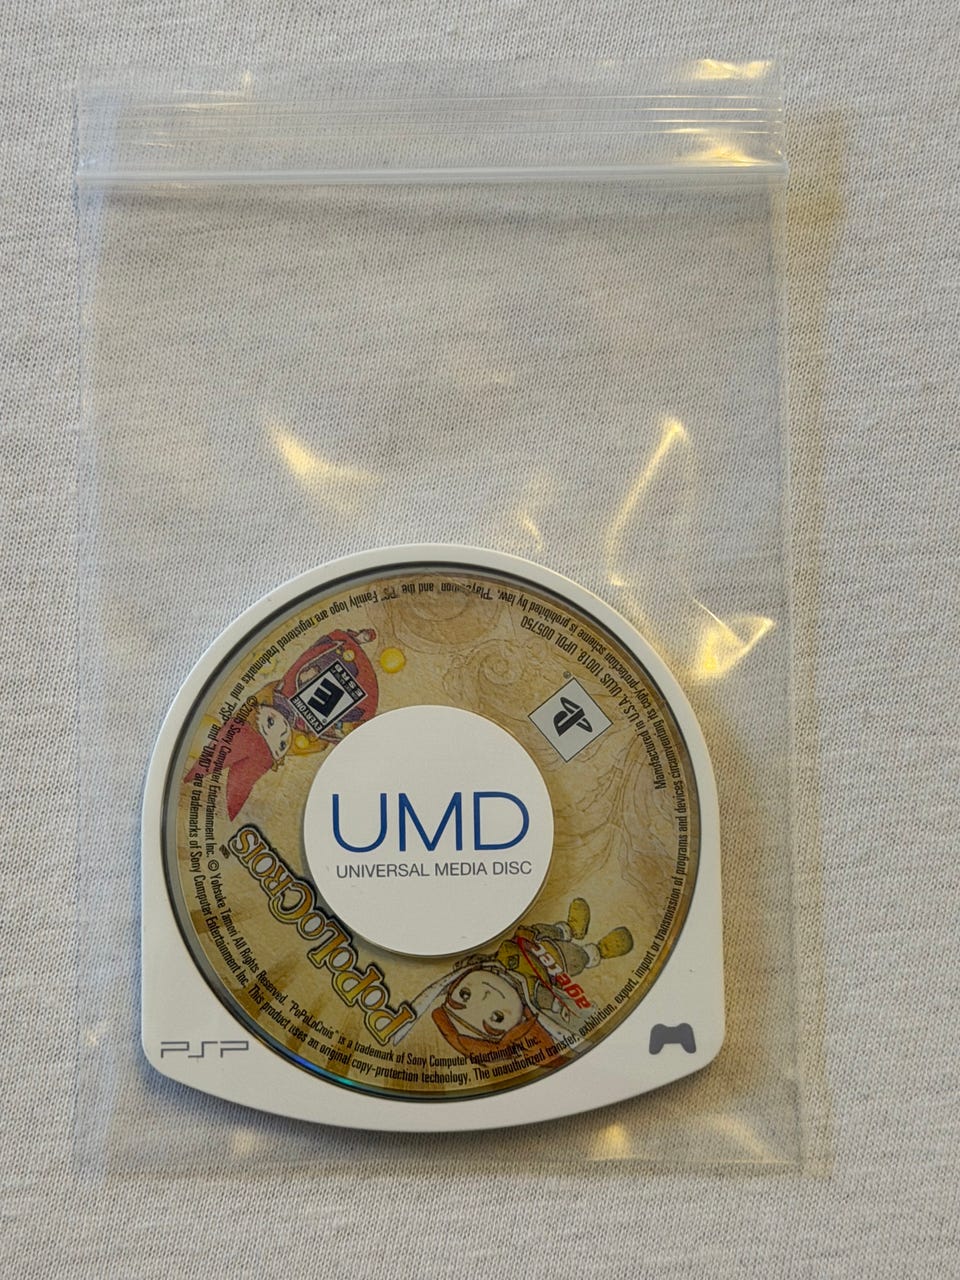 UMD
UNIVERSAL MEDIA DISC
PSP
PoPoLoCrois
agetec
EVERYONE
E
ESRB
Manufactured in U.S.A. ULUS 10018. UPDL 005750
©2005 Sony Computer Entertainment Inc. © Yohsuke Tamori All Rights Reserved. "PoPoLoCrois" is a trademark of Sony Computer Entertainment Inc.
"PlayStation" and the "PS" Family logo are registered trademarks and "PSP" and "UMD" are trademarks of Sony Computer Entertainment Inc. This product uses an original copy-protection technology. The unauthorized transfer, exhibition, export, import or transmission of programs and devices circumventing its copy-protection scheme is prohibited by law.